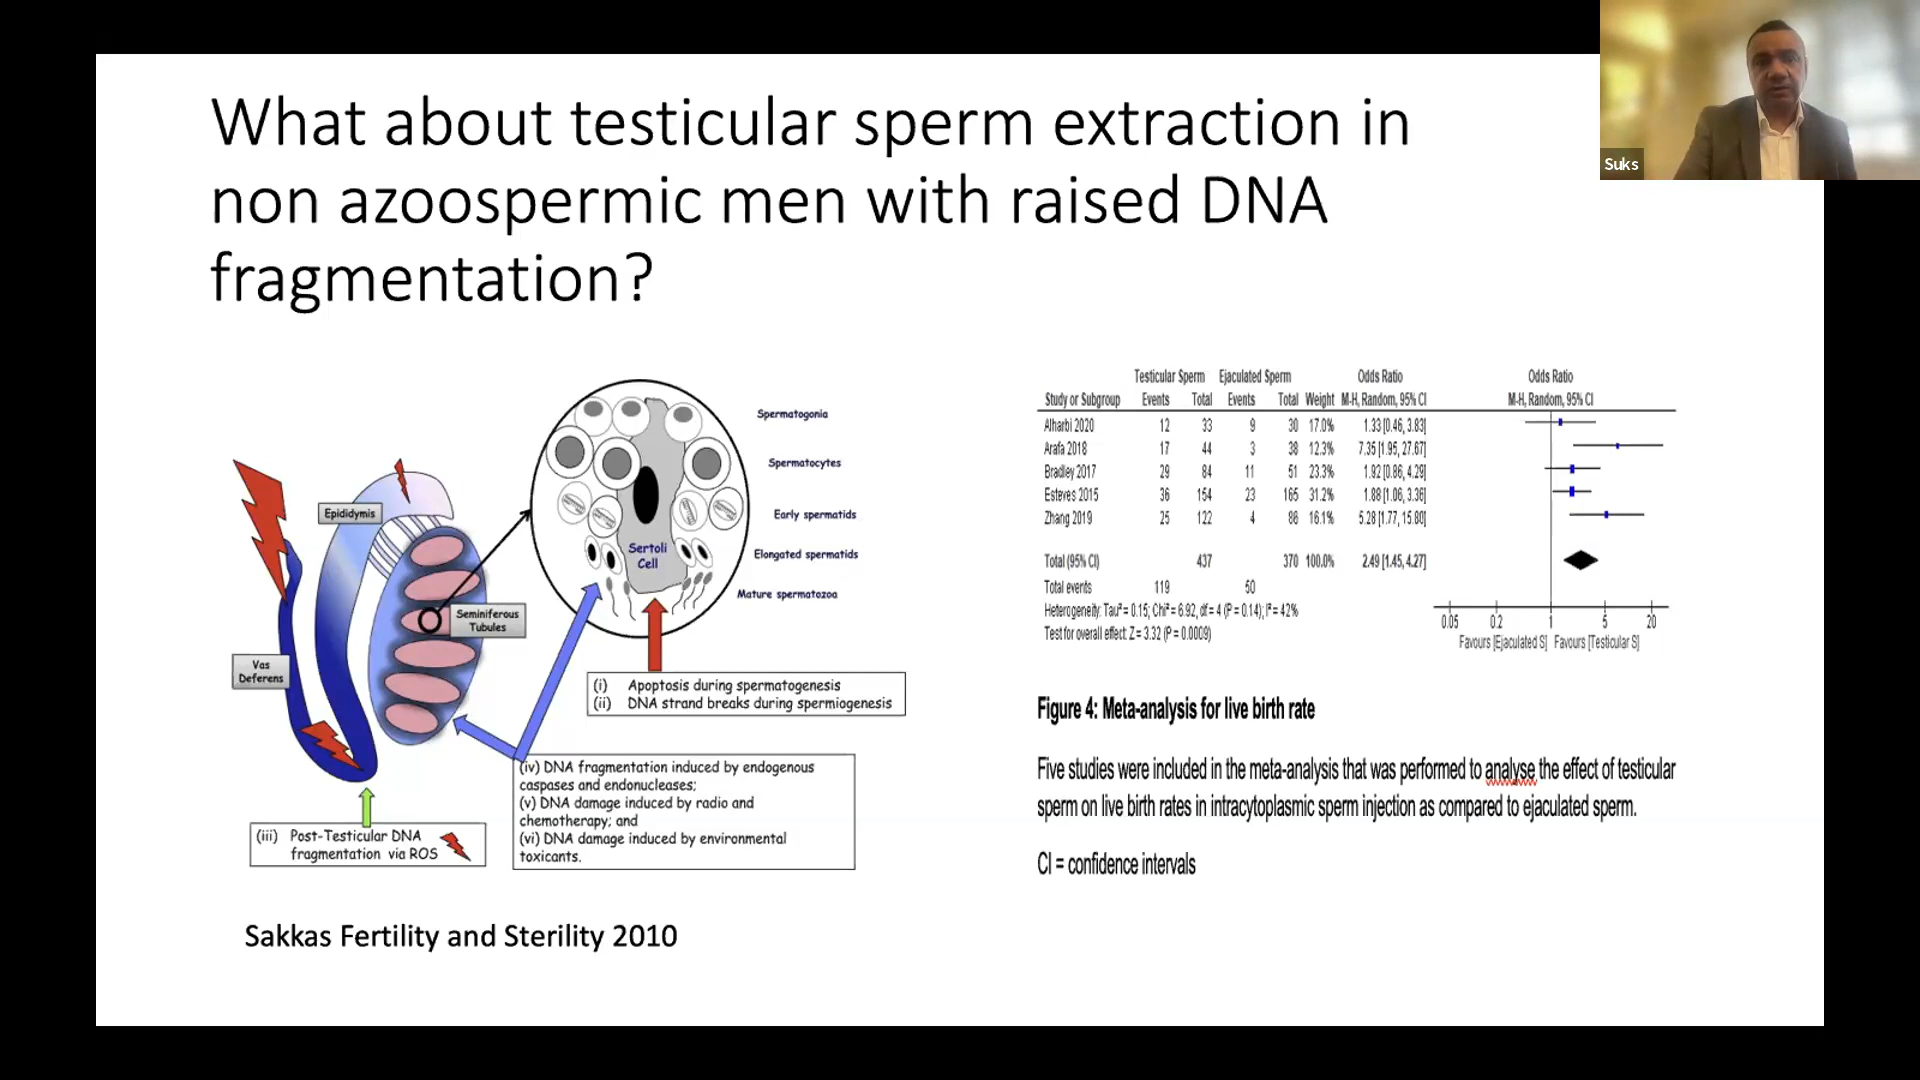 What about testicular sperm extraction in
non azoospermic men with raised DNA
fragmentation?
Suks
Spermatogonia
Spermatocytes
Early spermatids
Elongated spermatids
Mature spermatozoa
Sertoli
Cell
Epididymis
Seminiferous
Tubules
Vas
Deferens
(i) Apoptosis during spermatogenesis
(ii) DNA strand breaks during spermiogenesis
(iv) DNA fragmentation induced by endogenous
caspases and endonucleases;
(v) DNA damage induced by radio and
chemotherapy; and
(vi) DNA damage induced by environmental
toxicants.
(iii) Post-Testicular DNA
fragmentation via ROS
Sakkas Fertility and Sterility 2010
Testicular Sperm Ejaculated Sperm Odds Ratio Odds Ratio
Study or Subgroup Events Total Events Total Weight M-H, Random, 95% CI M-H, Random, 95% CI
Alharbi 2020 12 33 9 30 17.0% 1.33 [0.46, 3.83]
Arafa 2018 17 44 3 38 12.3% 7.35 [1.95, 27.67]
Bradley 2017 29 84 11 51 23.3% 1.92 [0.86, 4.29]
Esteves 2015 36 154 23 165 31.2% 1.88 [1.06, 3.36]
Zhang 2019 25 122 4 86 16.1% 5.28 [1.77, 15.80]
Total (95% CI) 437 370 100.0% 2.49 [1.45, 4.27]
Total events 119 50
Heterogeneity: Tau² = 0.15; Chi² = 6.92, df = 4 (P = 0.14); I² = 42%
Test for overall effect: Z = 3.32 (P = 0.0009)
0.05 0.2 1 5 20
Favours [Ejaculated S] Favours [Testicular S]
Figure 4: Meta-analysis for live birth rate
Five studies were included in the meta-analysis that was performed to analyse the effect of testicular
sperm on live birth rates in intracytoplasmic sperm injection as compared to ejaculated sperm.
CI = confidence intervals